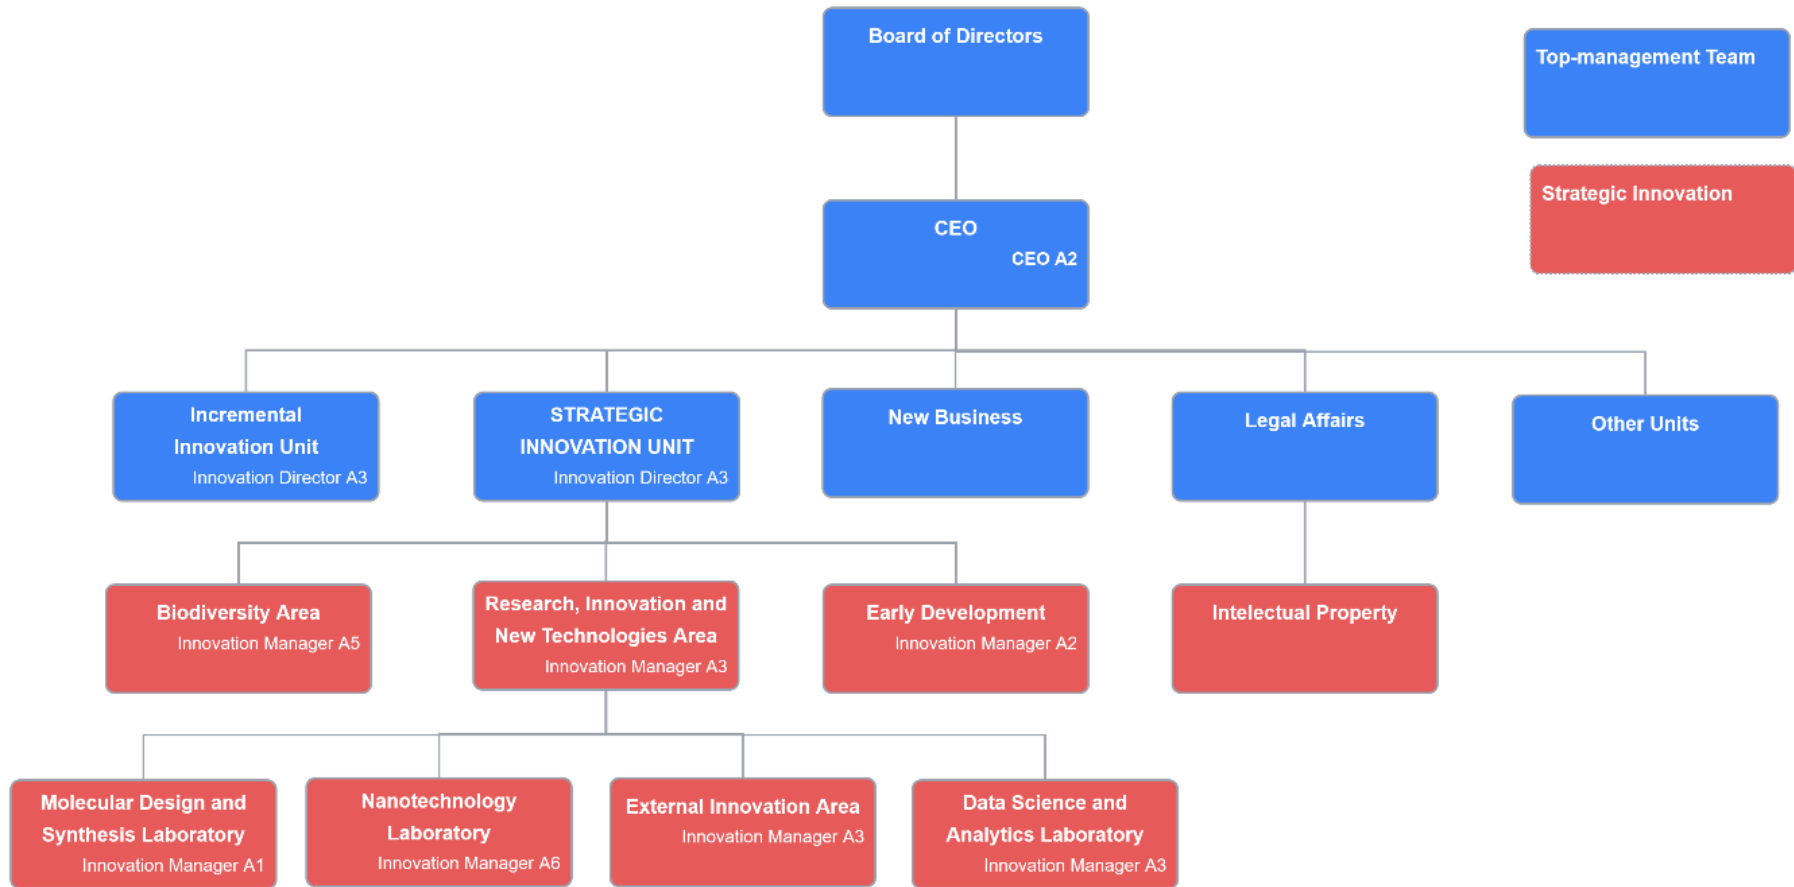 Board of Directors
Top-management Team
Strategic Innovation
CEO
CEO A2
Incremental
Innovation Unit
Innovation Director A3
STRATEGIC
INNOVATION UNIT
Innovation Director A3
New Business
Legal Affairs
Other Units
Biodiversity Area
Innovation Manager A5
Research, Innovation and
New Technologies Area
Innovation Manager A3
Early Development
Innovation Manager A2
Intelectual Property
Molecular Design and
Synthesis Laboratory
Innovation Manager A1
Nanotechnology
Laboratory
Innovation Manager A6
External Innovation Area
Innovation Manager A3
Data Science and
Analytics Laboratory
Innovation Manager A3